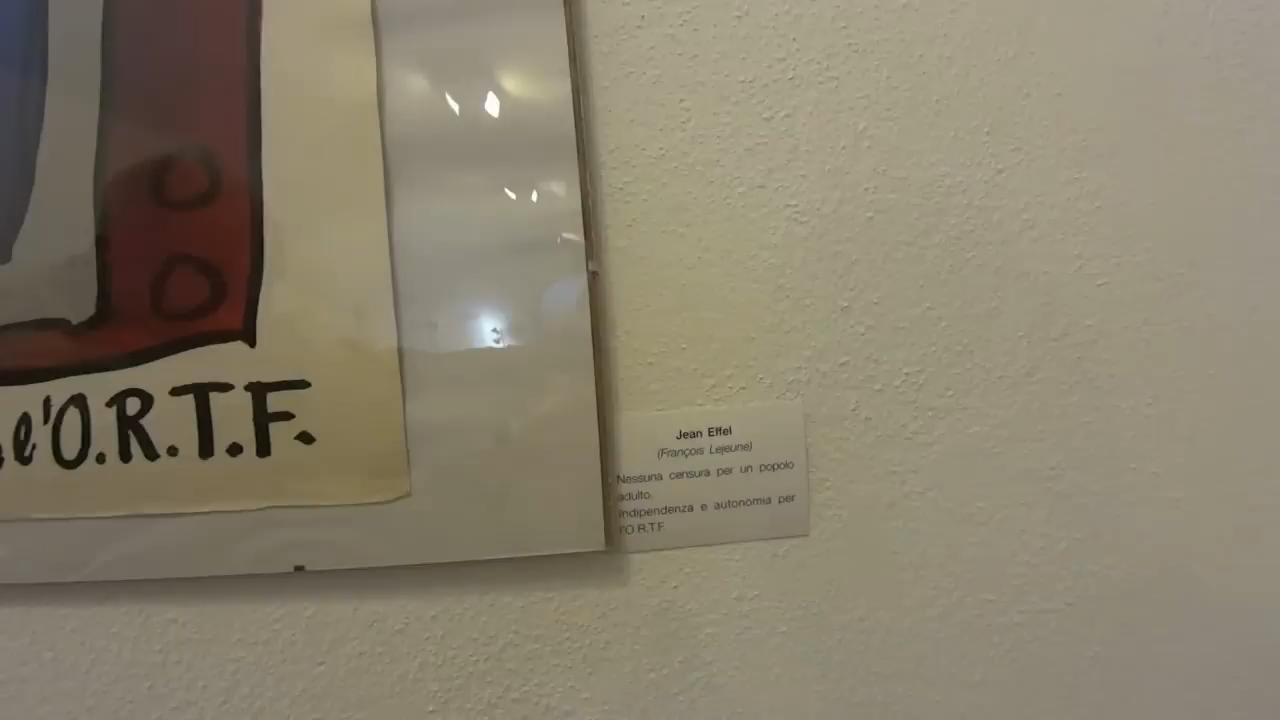 l'O.R.T.F.
Jean Effel
(François Lejeune)
Nessuna censura per un popolo
adulto.
Indipendenza e autonomia per
l'O.R.T.F.